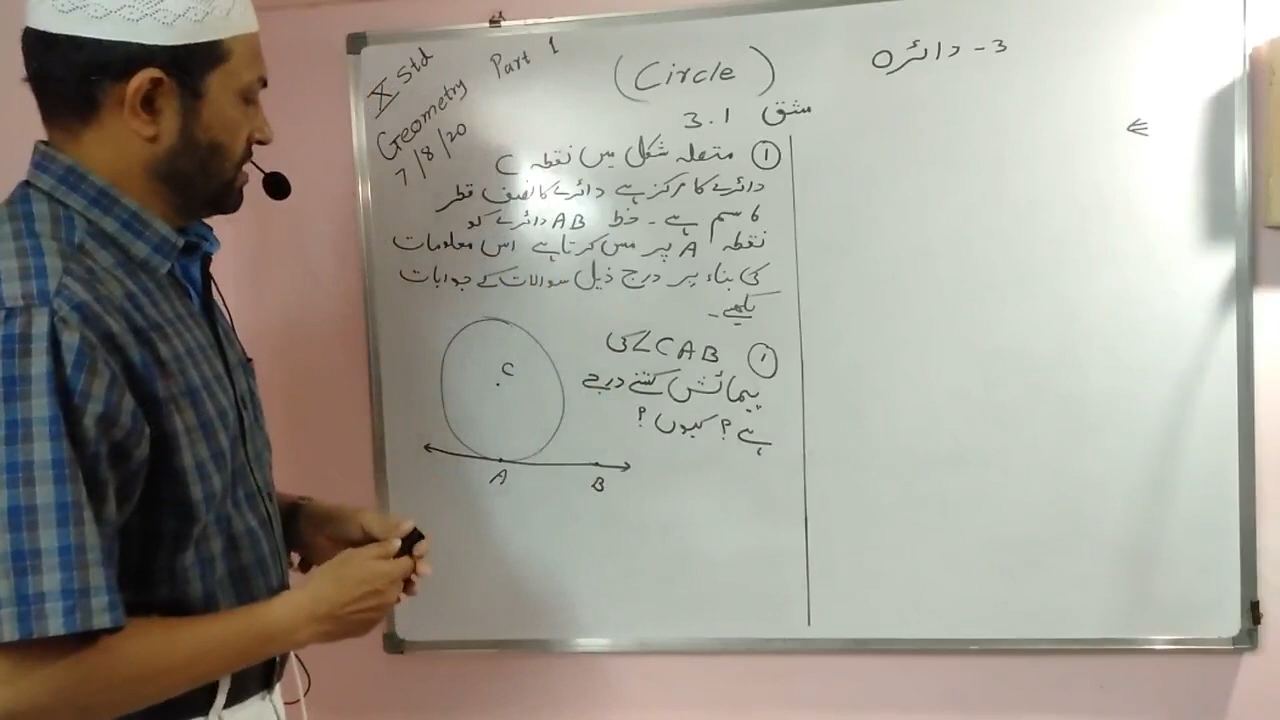 X Std
Geometry Part 1
7/8/20
(Circle)
3 - دائرہ
مشق 3.1
① متصلہ شکل میں نقطہ C
دائرے کا مرکز ہے دائرے کا نصف قطر
6 سم ہے ۔ خط AB دائرے کو
نقطہ A پر مس کرتا ہے اس معلومات
کی بناء پر درج ذیل سوالات کے جوابات
لکھیے ۔
① ∠CAB کی
پیمائش کتنے درجے
ہے ? کیوں ?
C
A
B